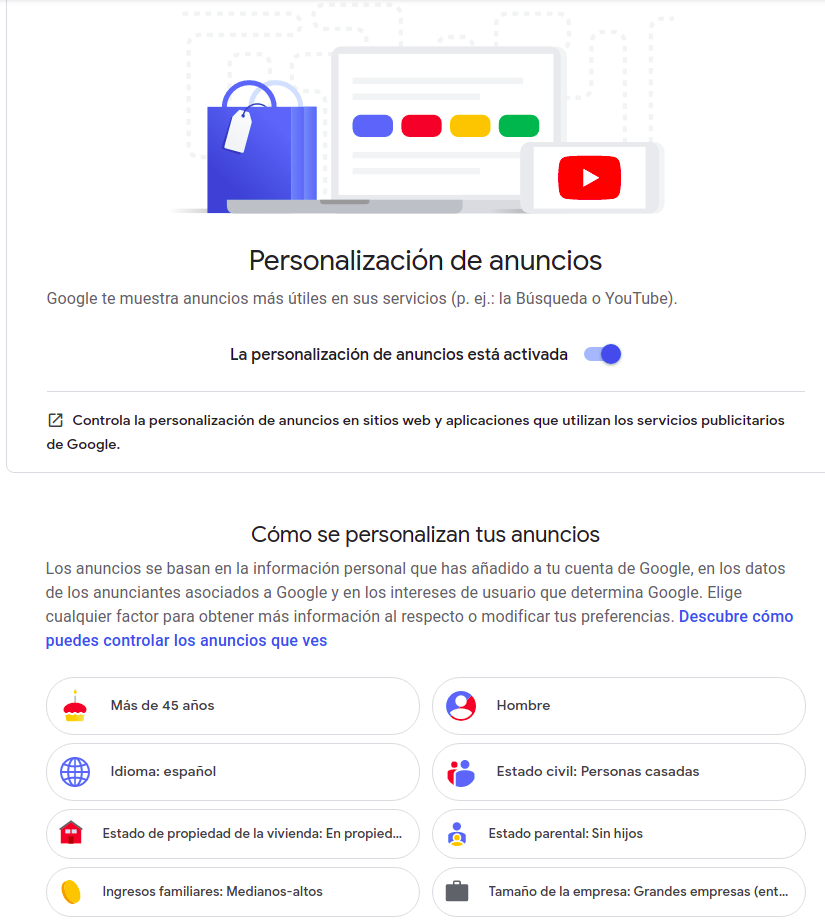 Personalización de anuncios
Google te muestra anuncios más útiles en sus servicios (p. ej.: la Búsqueda o YouTube).
La personalización de anuncios está activada
Controla la personalización de anuncios en sitios web y aplicaciones que utilizan los servicios publicitarios
de Google.
Cómo se personalizan tus anuncios
Los anuncios se basan en la información personal que has añadido a tu cuenta de Google, en los datos
de los anunciantes asociados a Google y en los intereses de usuario que determina Google. Elige
cualquier factor para obtener más información al respecto o modificar tus preferencias. Descubre cómo
puedes controlar los anuncios que ves
Más de 45 años
Hombre
Idioma: español
Estado civil: Personas casadas
Estado de propiedad de la vivienda: En propied...
Estado parental: Sin hijos
Ingresos familiares: Medianos-altos
Tamaño de la empresa: Grandes empresas (ent...